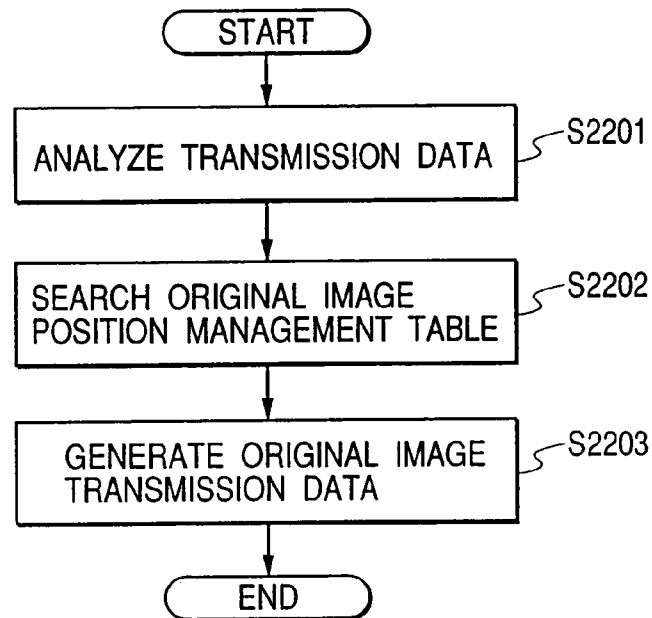 START
ANALYZE TRANSMISSION DATA
S2201
SEARCH ORIGINAL IMAGE
POSITION MANAGEMENT TABLE
S2202
GENERATE ORIGINAL IMAGE
TRANSMISSION DATA
S2203
END